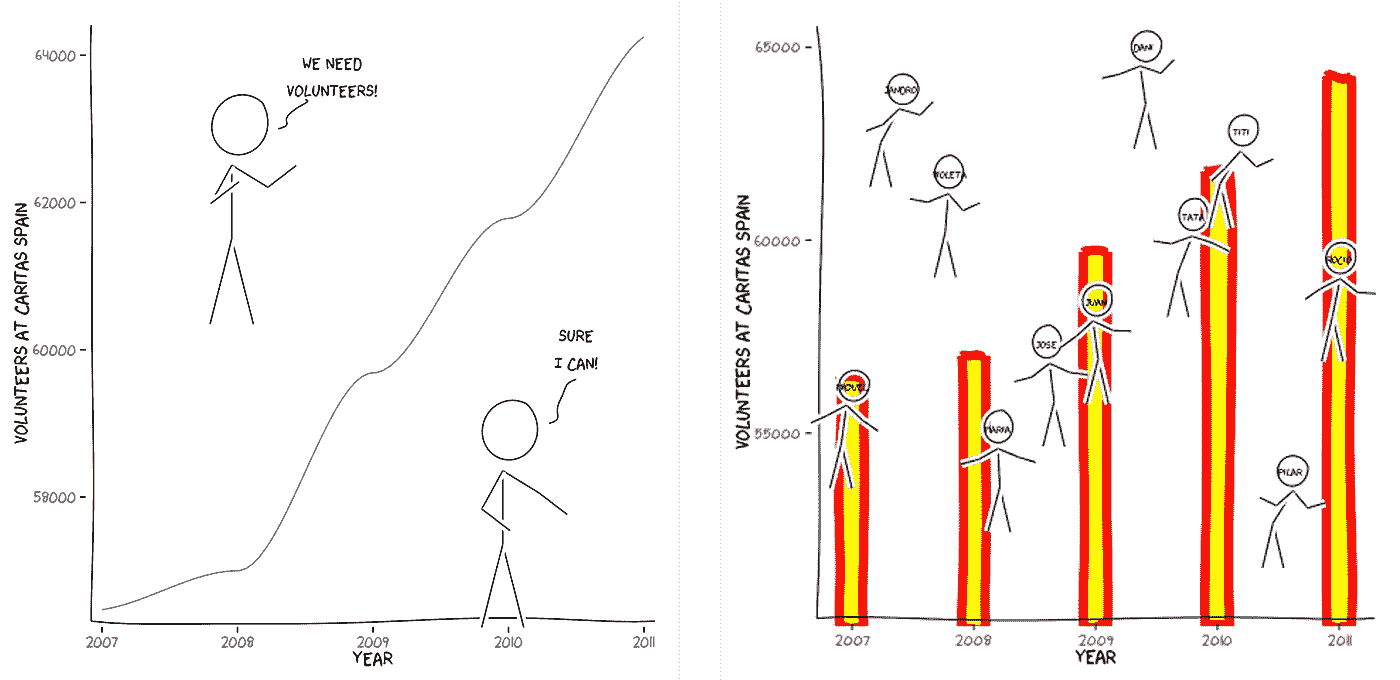 WE NEED
VOLUNTEERS!
SURE
I CAN!
64000
62000
60000
58000
VOLUNTEERS AT CARITAS SPAIN
2007
2008
2009
2010
2011
YEAR
65000
60000
55000
VOLUNTEERS AT CARITAS SPAIN
DANI
JANDRO
TITI
VIOLETA
TATA
ROCIO
JUAN
JOSE
MIGUEL
MARIA
PILAR
2007
2008
2009
2010
2011
YEAR